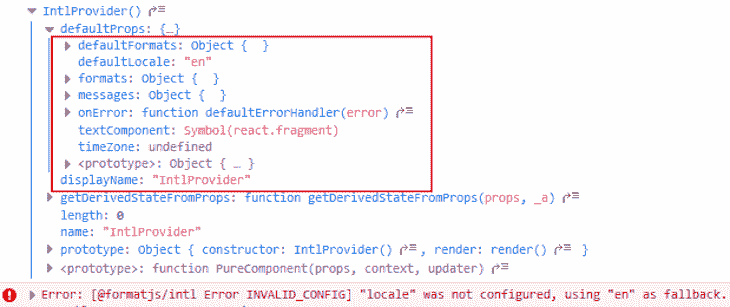 IntlProvider()
defaultProps: {…}
defaultFormats: Object { }
defaultLocale: "en"
formats: Object { }
messages: Object { }
onError: function defaultErrorHandler(error)
textComponent: Symbol(react.fragment)
timeZone: undefined
<prototype>: Object { … }
displayName: "IntlProvider"
getDerivedStateFromProps: function getDerivedStateFromProps(props, _a)
length: 0
name: "IntlProvider"
prototype: Object { constructor: IntlProvider() , render: render() }
<prototype>: function PureComponent(props, context, updater)
Error: [@formatjs/intl Error INVALID_CONFIG] "locale" was not configured, using "en" as fallback.